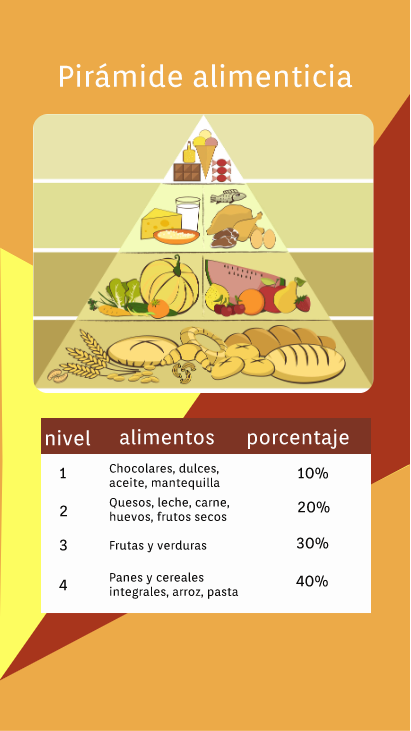 Pirámide alimenticia
nivel alimentos porcentaje
1 Chocolares, dulces, aceite, mantequilla 10%
2 Quesos, leche, carne, huevos, frutos secos 20%
3 Frutas y verduras 30%
4 Panes y cereales integrales, arroz, pasta 40%